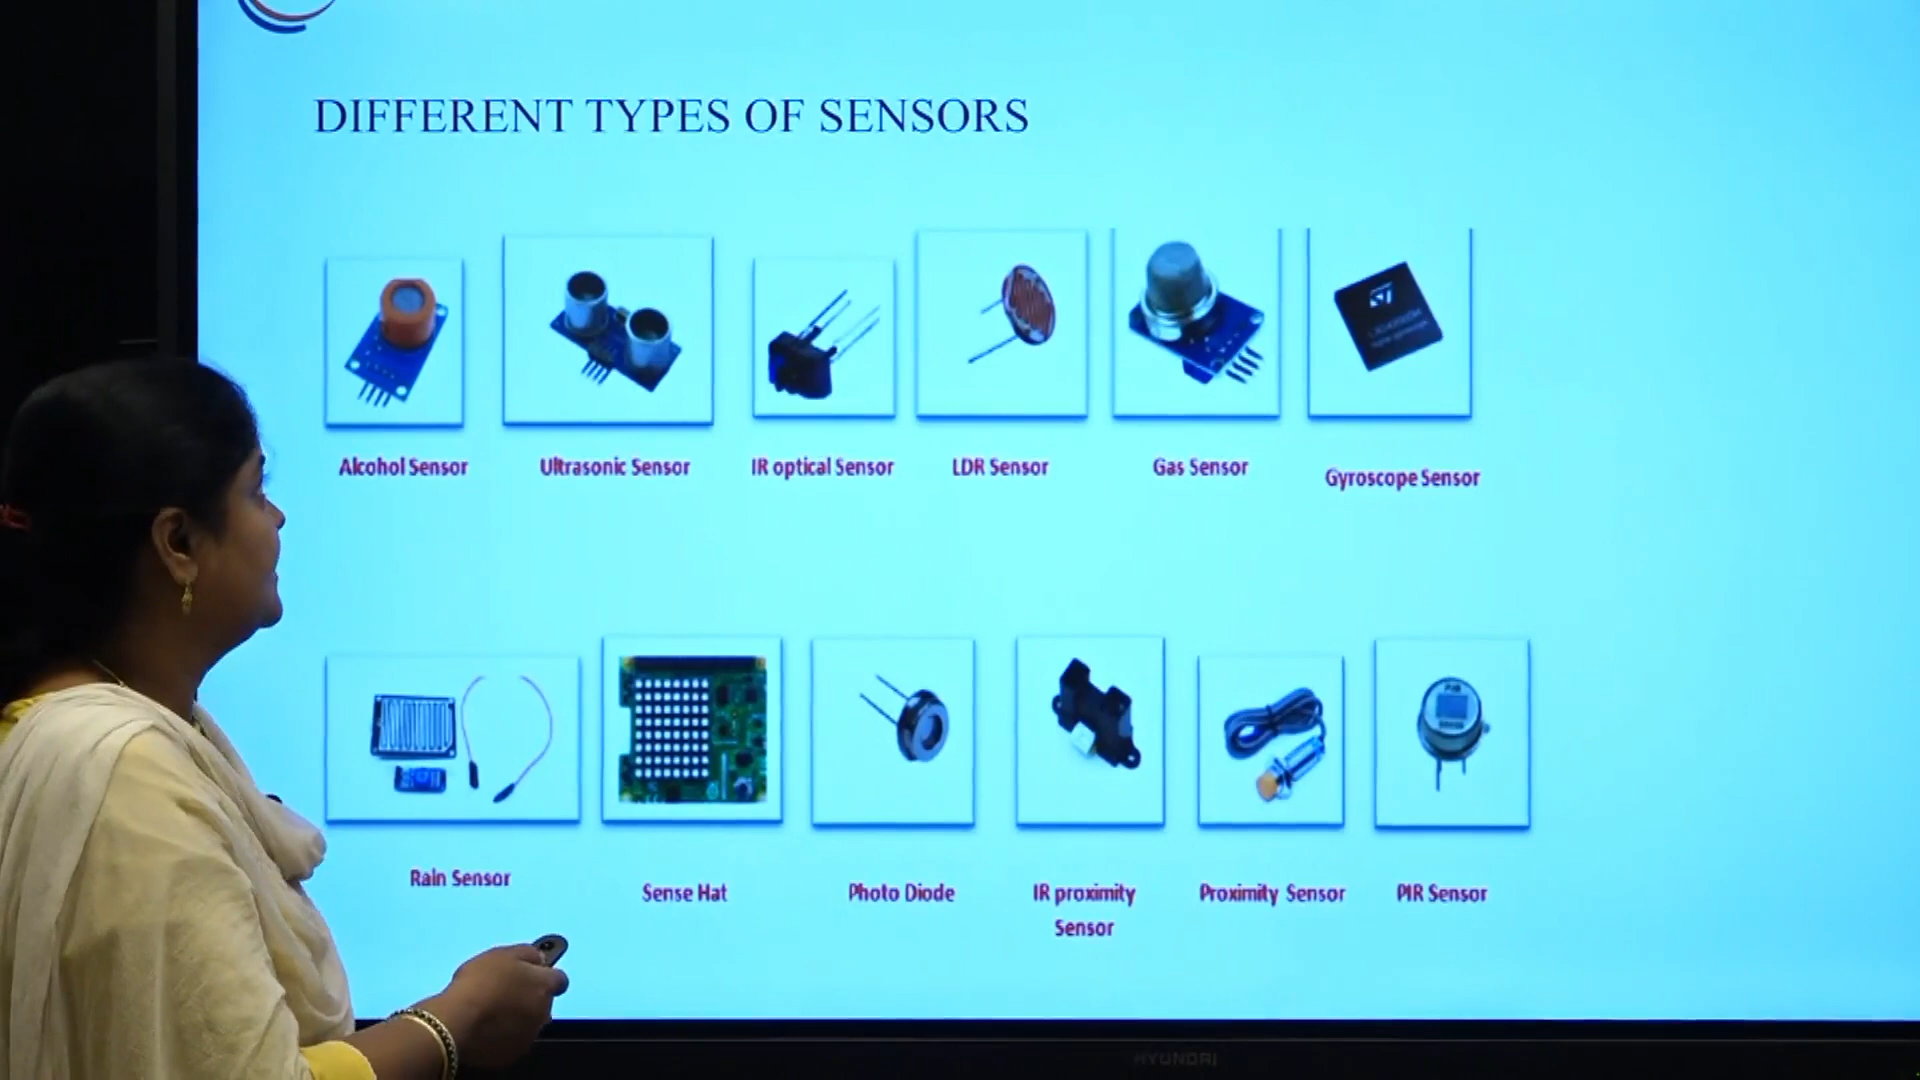 DIFFERENT TYPES OF SENSORS
Alcohol Sensor
Ultrasonic Sensor
IR optical Sensor
LDR Sensor
Gas Sensor
Gyroscope Sensor
Rain Sensor
Sense Hat
Photo Diode
IR proximity
Sensor
Proximity Sensor
PIR Sensor
HYUNDAI